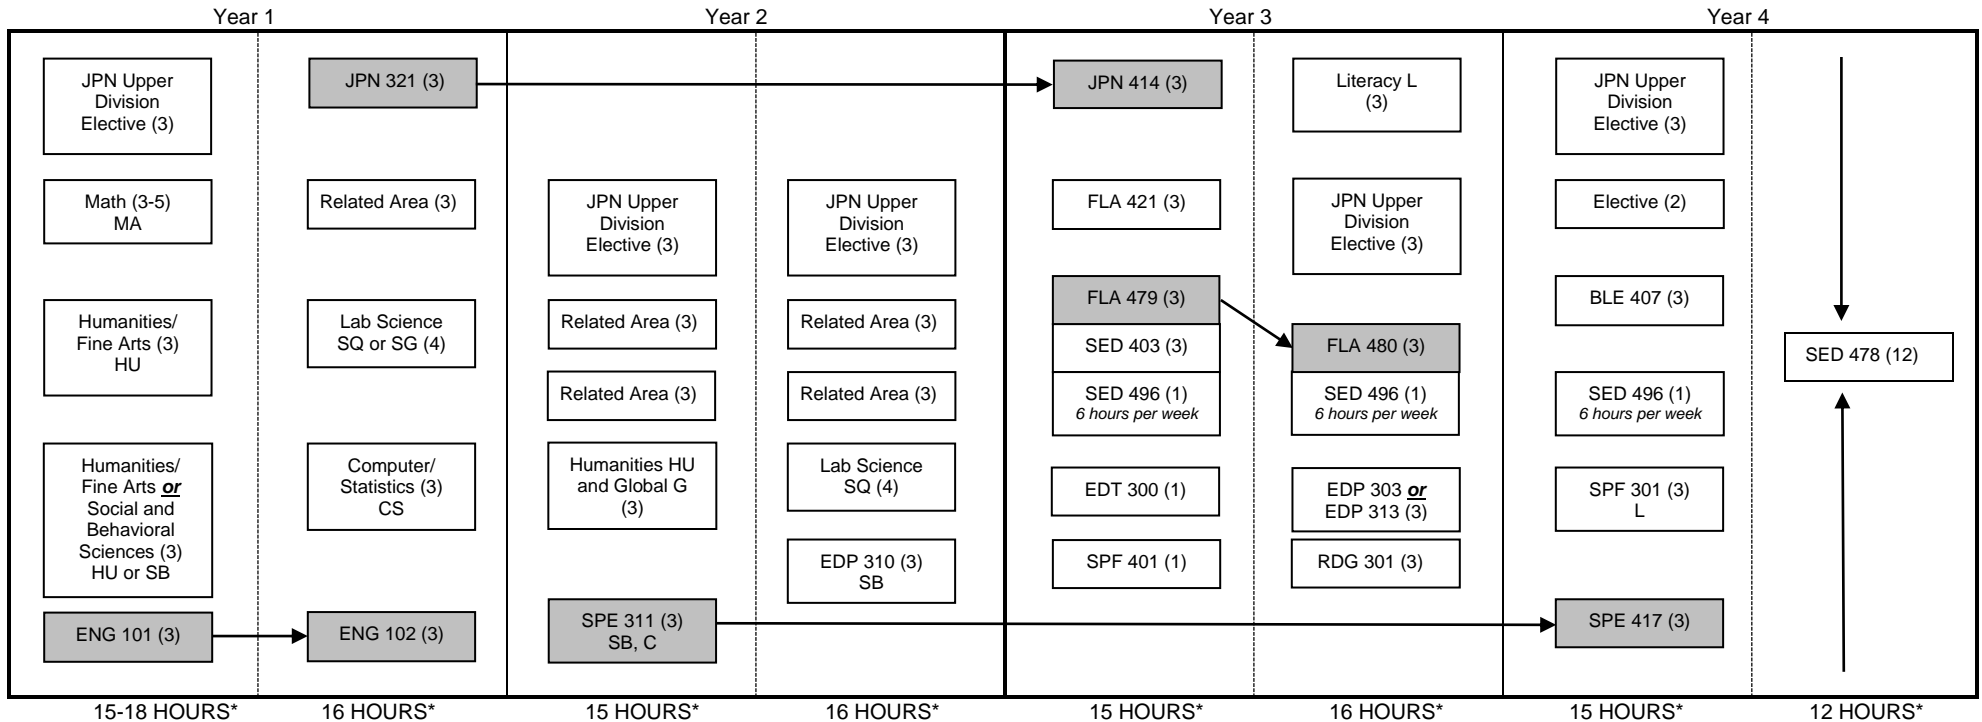 Year 1
Year 2
Year 3
Year 4
JPN Upper
Division
Elective (3)
Math (3-5)
MA
Humanities/
Fine Arts (3)
HU
Humanities/
Fine Arts or
Social and
Behavioral
Sciences (3)
HU or SB
ENG 101 (3)
JPN 321 (3)
Related Area (3)
Lab Science
SQ or SG (4)
Computer/
Statistics (3)
CS
ENG 102 (3)
JPN Upper
Division
Elective (3)
Related Area (3)
Related Area (3)
Humanities HU
and Global G
(3)
SPE 311 (3)
SB, C
JPN Upper
Division
Elective (3)
Related Area (3)
Related Area (3)
Lab Science
SQ (4)
EDP 310 (3)
SB
JPN 414 (3)
FLA 421 (3)
FLA 479 (3)
SED 403 (3)
SED 496 (1)
6 hours per week
EDT 300 (1)
SPF 401 (1)
Literacy L
(3)
JPN Upper
Division
Elective (3)
FLA 480 (3)
SED 496 (1)
6 hours per week
EDP 303 or
EDP 313 (3)
RDG 301 (3)
JPN Upper
Division
Elective (3)
Elective (2)
BLE 407 (3)
SED 496 (1)
6 hours per week
SPF 301 (3)
L
SPE 417 (3)
SED 478 (12)
15-18 HOURS*
16 HOURS*
15 HOURS*
16 HOURS*
15 HOURS*
16 HOURS*
15 HOURS*
12 HOURS*